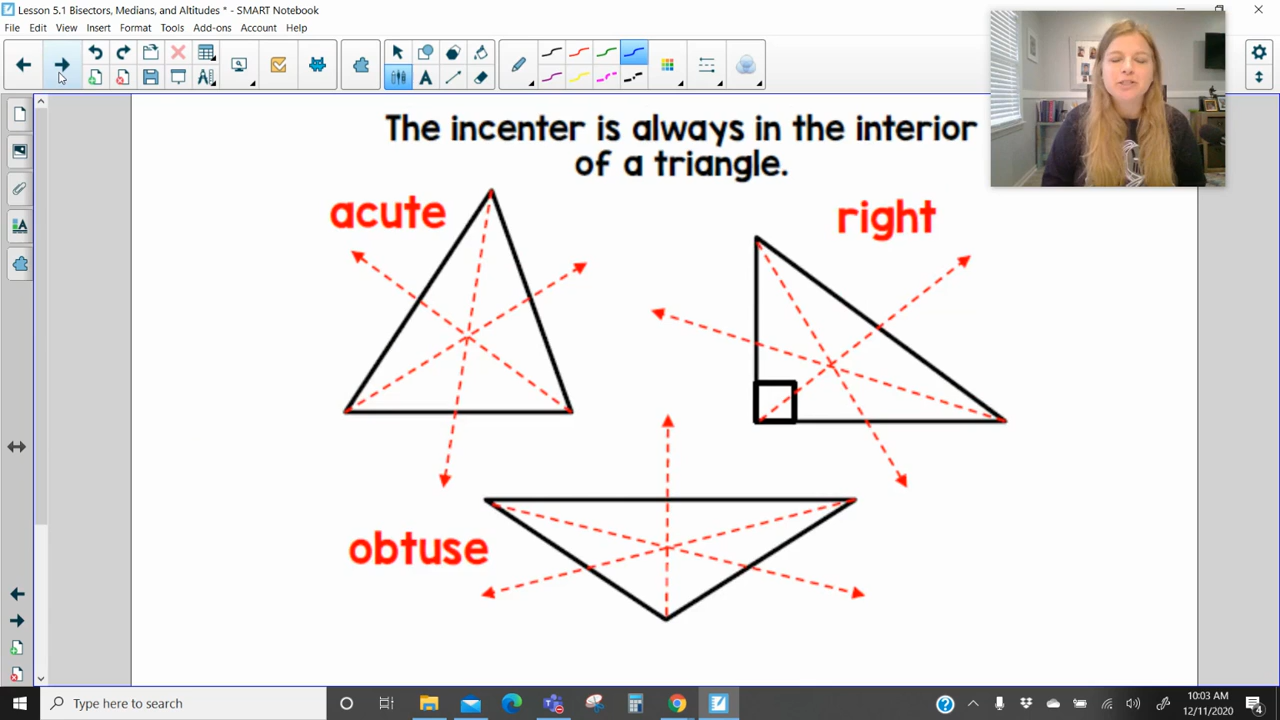 Lesson 5.1 Bisectors, Medians, and Altitudes * - SMART Notebook
File Edit View Insert Format Tools Add-ons Account Help
The incenter is always in the interior
of a triangle.
acute
right
obtuse
Type here to search
10:03 AM
12/11/2020
4